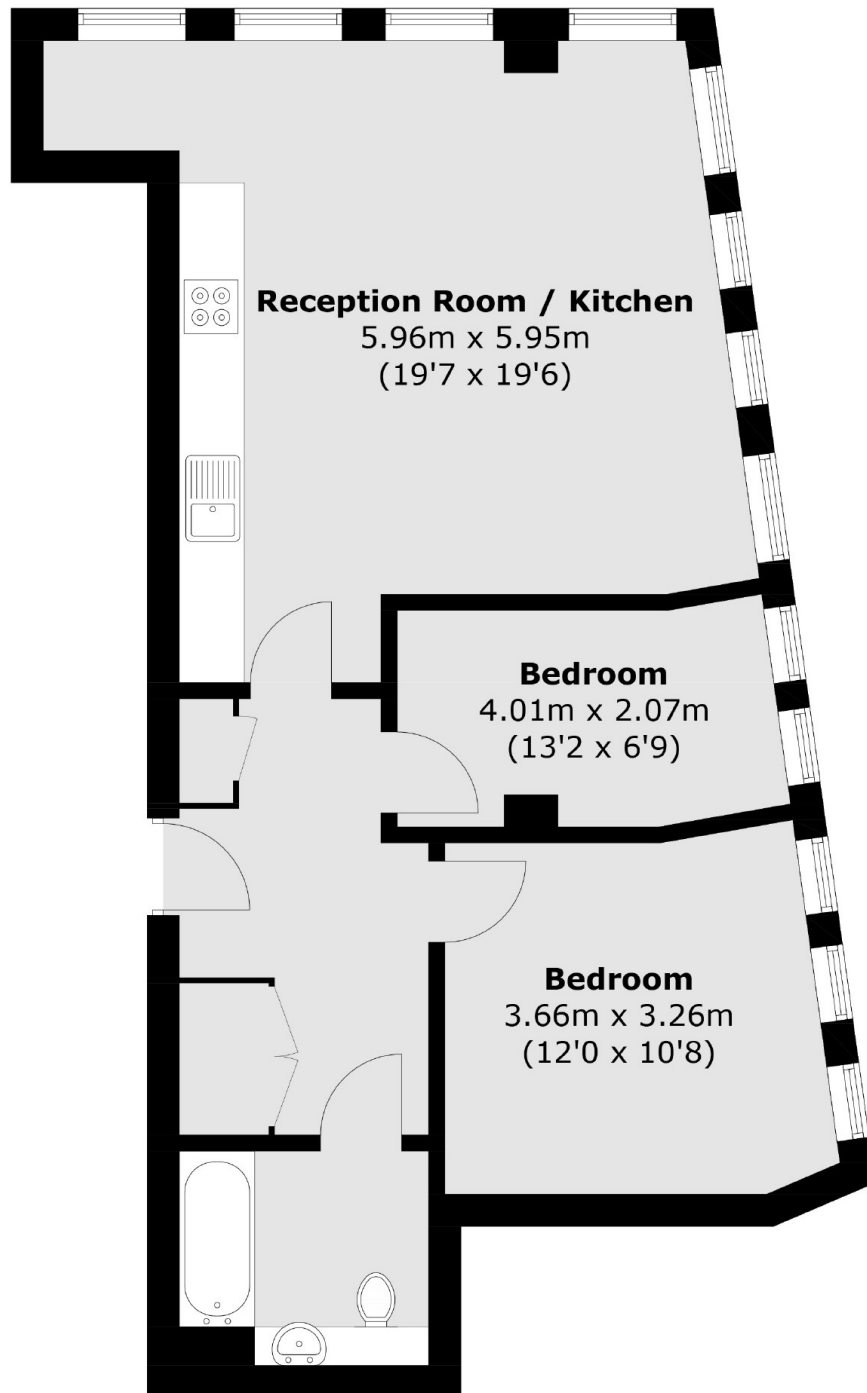 Reception Room / Kitchen
5.96m x 5.95m
(19'7 x 19'6)
Bedroom
4.01m x 2.07m
(13'2 x 6'9)
Bedroom
3.66m x 3.26m
(12'0 x 10'8)